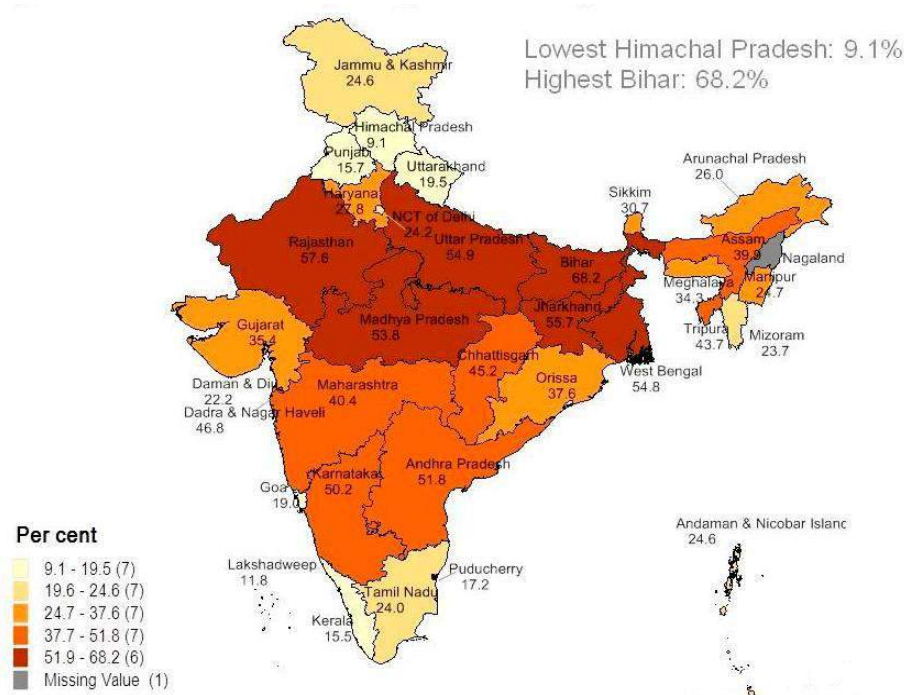 Lowest Himachal Pradesh: 9.1%
Highest Bihar: 68.2%
Jammu & Kashmir
24.6
Himachal Pradesh
9.1
Punjab
15.7
Uttarakhand
19.5
Haryana
27.8
NCT of Delhi
24.2
Arunachal Pradesh
26.0
Sikkim
30.7
Rajasthan
57.6
Uttar Pradesh
54.9
Bihar
68.2
Assam
39.9
Nagaland
Meghalaya
34.3
Manipur
24.7
Jharkhand
55.7
Madhya Pradesh
53.8
Gujarat
35.4
Tripura
43.7
Mizoram
23.7
Chhattisgarh
45.2
West Bengal
54.8
Daman & Diu
22.2
Maharashtra
40.4
Orissa
37.6
Dadra & Nagar Haveli
46.8
Andhra Pradesh
51.8
Karnataka
50.2
Goa
19.0
Andaman & Nicobar Islanc
24.6
Per cent
9.1 - 19.5 (7)
19.6 - 24.6 (7)
24.7 - 37.6 (7)
37.7 - 51.8 (7)
51.9 - 68.2 (6)
Missing Value (1)
Lakshadweep
11.8
Puducherry
17.2
Tamil Nadu
24.0
Kerala
15.5